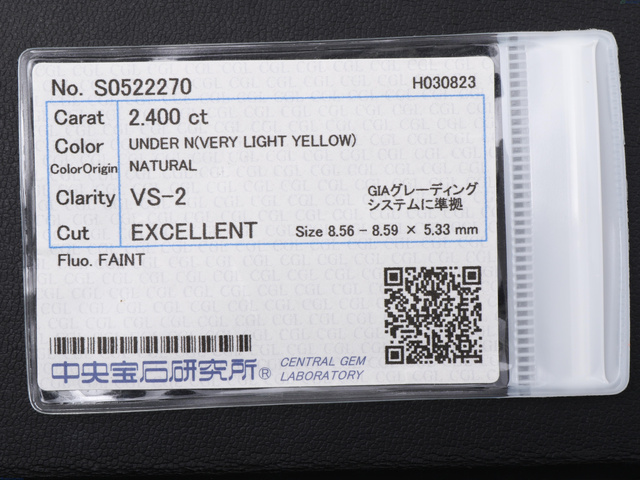 No. S0522270 H030823
Carat 2.400 ct
Color UNDER N(VERY LIGHT YELLOW)
ColorOrigin NATURAL
Clarity VS-2 GIAグレーディング
システムに準拠
Cut EXCELLENT Size 8.56 - 8.59 × 5.33 mm
Fluo. FAINT
中央宝石研究所® CENTRAL GEM
LABORATORY